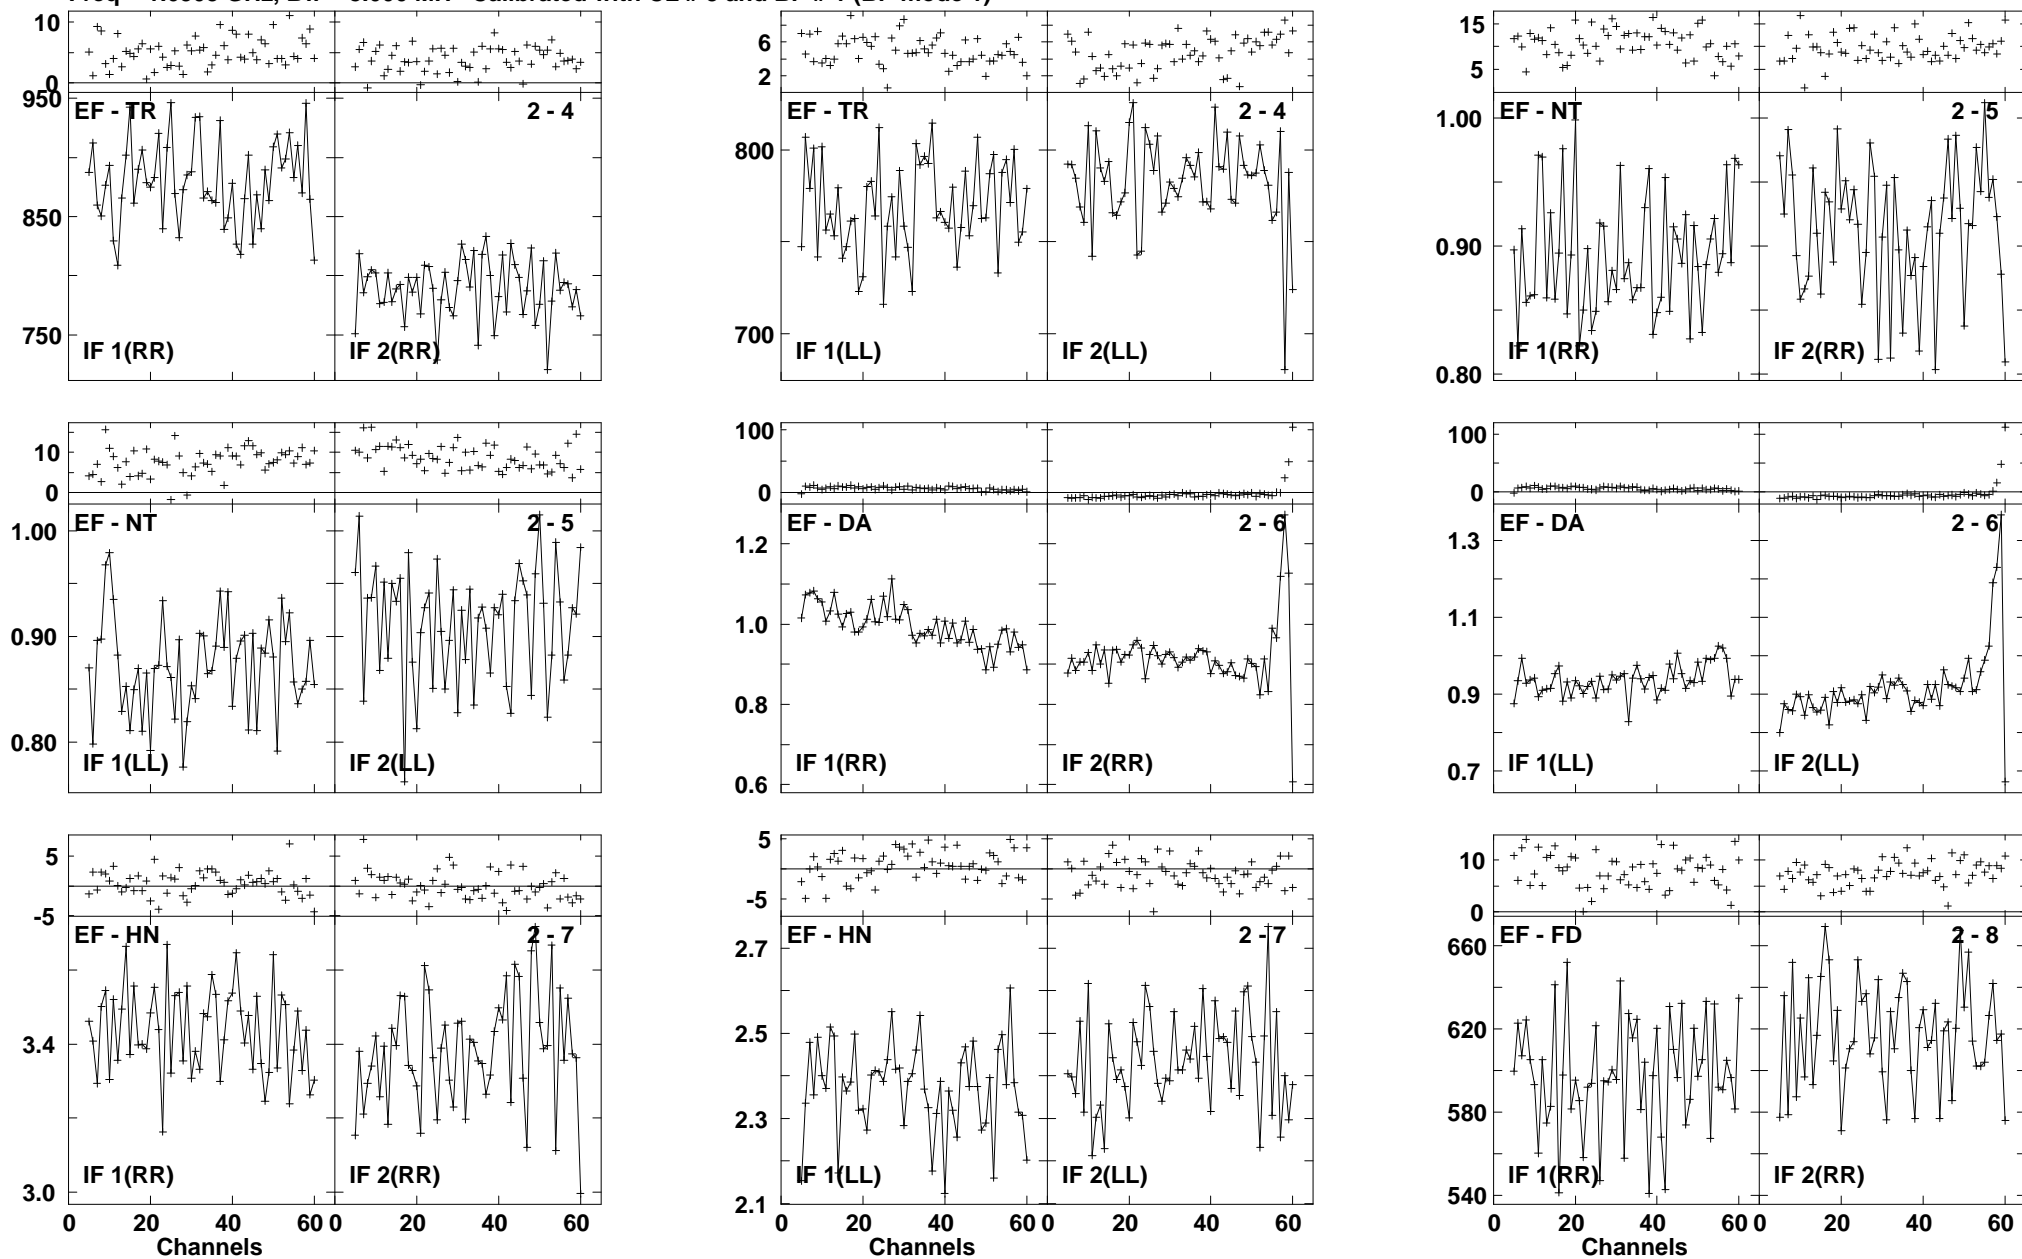 10 0 6 2 15 5
950 850 750 EF - TR 2 - 4 IF 1(RR) IF 2(RR)
800 700 EF - TR 2 - 4 IF 1(LL) IF 2(LL)
1.00 0.90 0.80 EF - NT 2 - 5 IF 1(RR) IF 2(RR)
10 0 100 0 100 0
1.00 0.90 0.80 EF - NT 2 - 5 IF 1(LL) IF 2(LL)
1.2 1.0 0.8 0.6 EF - DA 2 - 6 IF 1(RR) IF 2(RR)
1.3 1.1 0.9 0.7 EF - DA 2 - 6 IF 1(LL) IF 2(LL)
5 -5 5 -5 10 0
3.4 3.0 EF - HN 2 - 7 IF 1(RR) IF 2(RR)
2.7 2.5 2.3 2.1 EF - HN 2 - 7 IF 1(LL) IF 2(LL)
660 620 580 540 EF - FD 2 - 8 IF 1(RR) IF 2(RR)
0 20 40 60 0 20 40 60 0 20 40 60 0 20 40 60 0 20 40 60 0 20 40 60
Channels Channels Channels